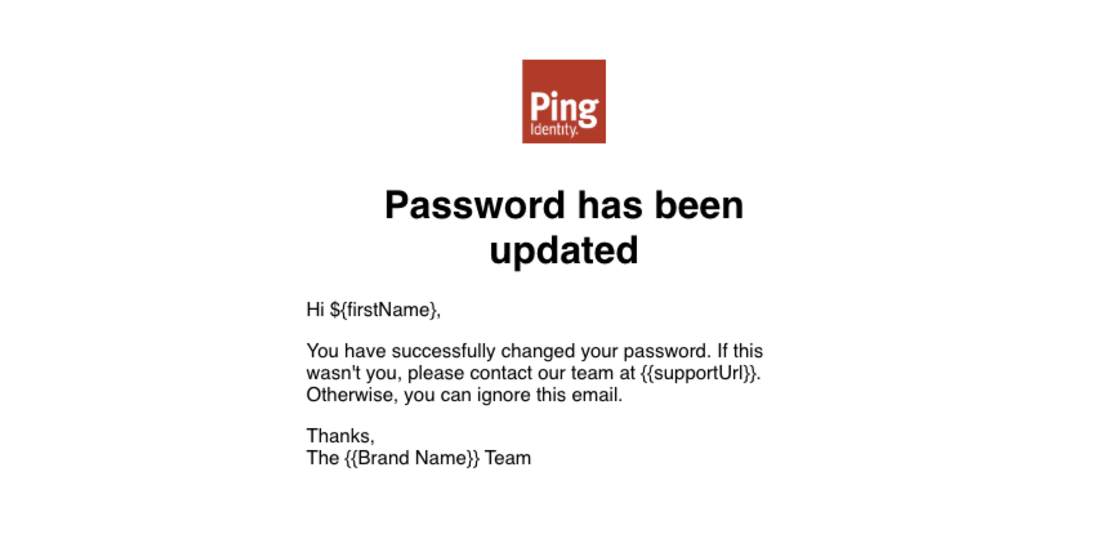 Ping
Identity.
Password has been
updated
Hi ${firstName},
You have successfully changed your password. If this
wasn't you, please contact our team at {{supportUrl}}.
Otherwise, you can ignore this email.
Thanks,
The {{Brand Name}} Team